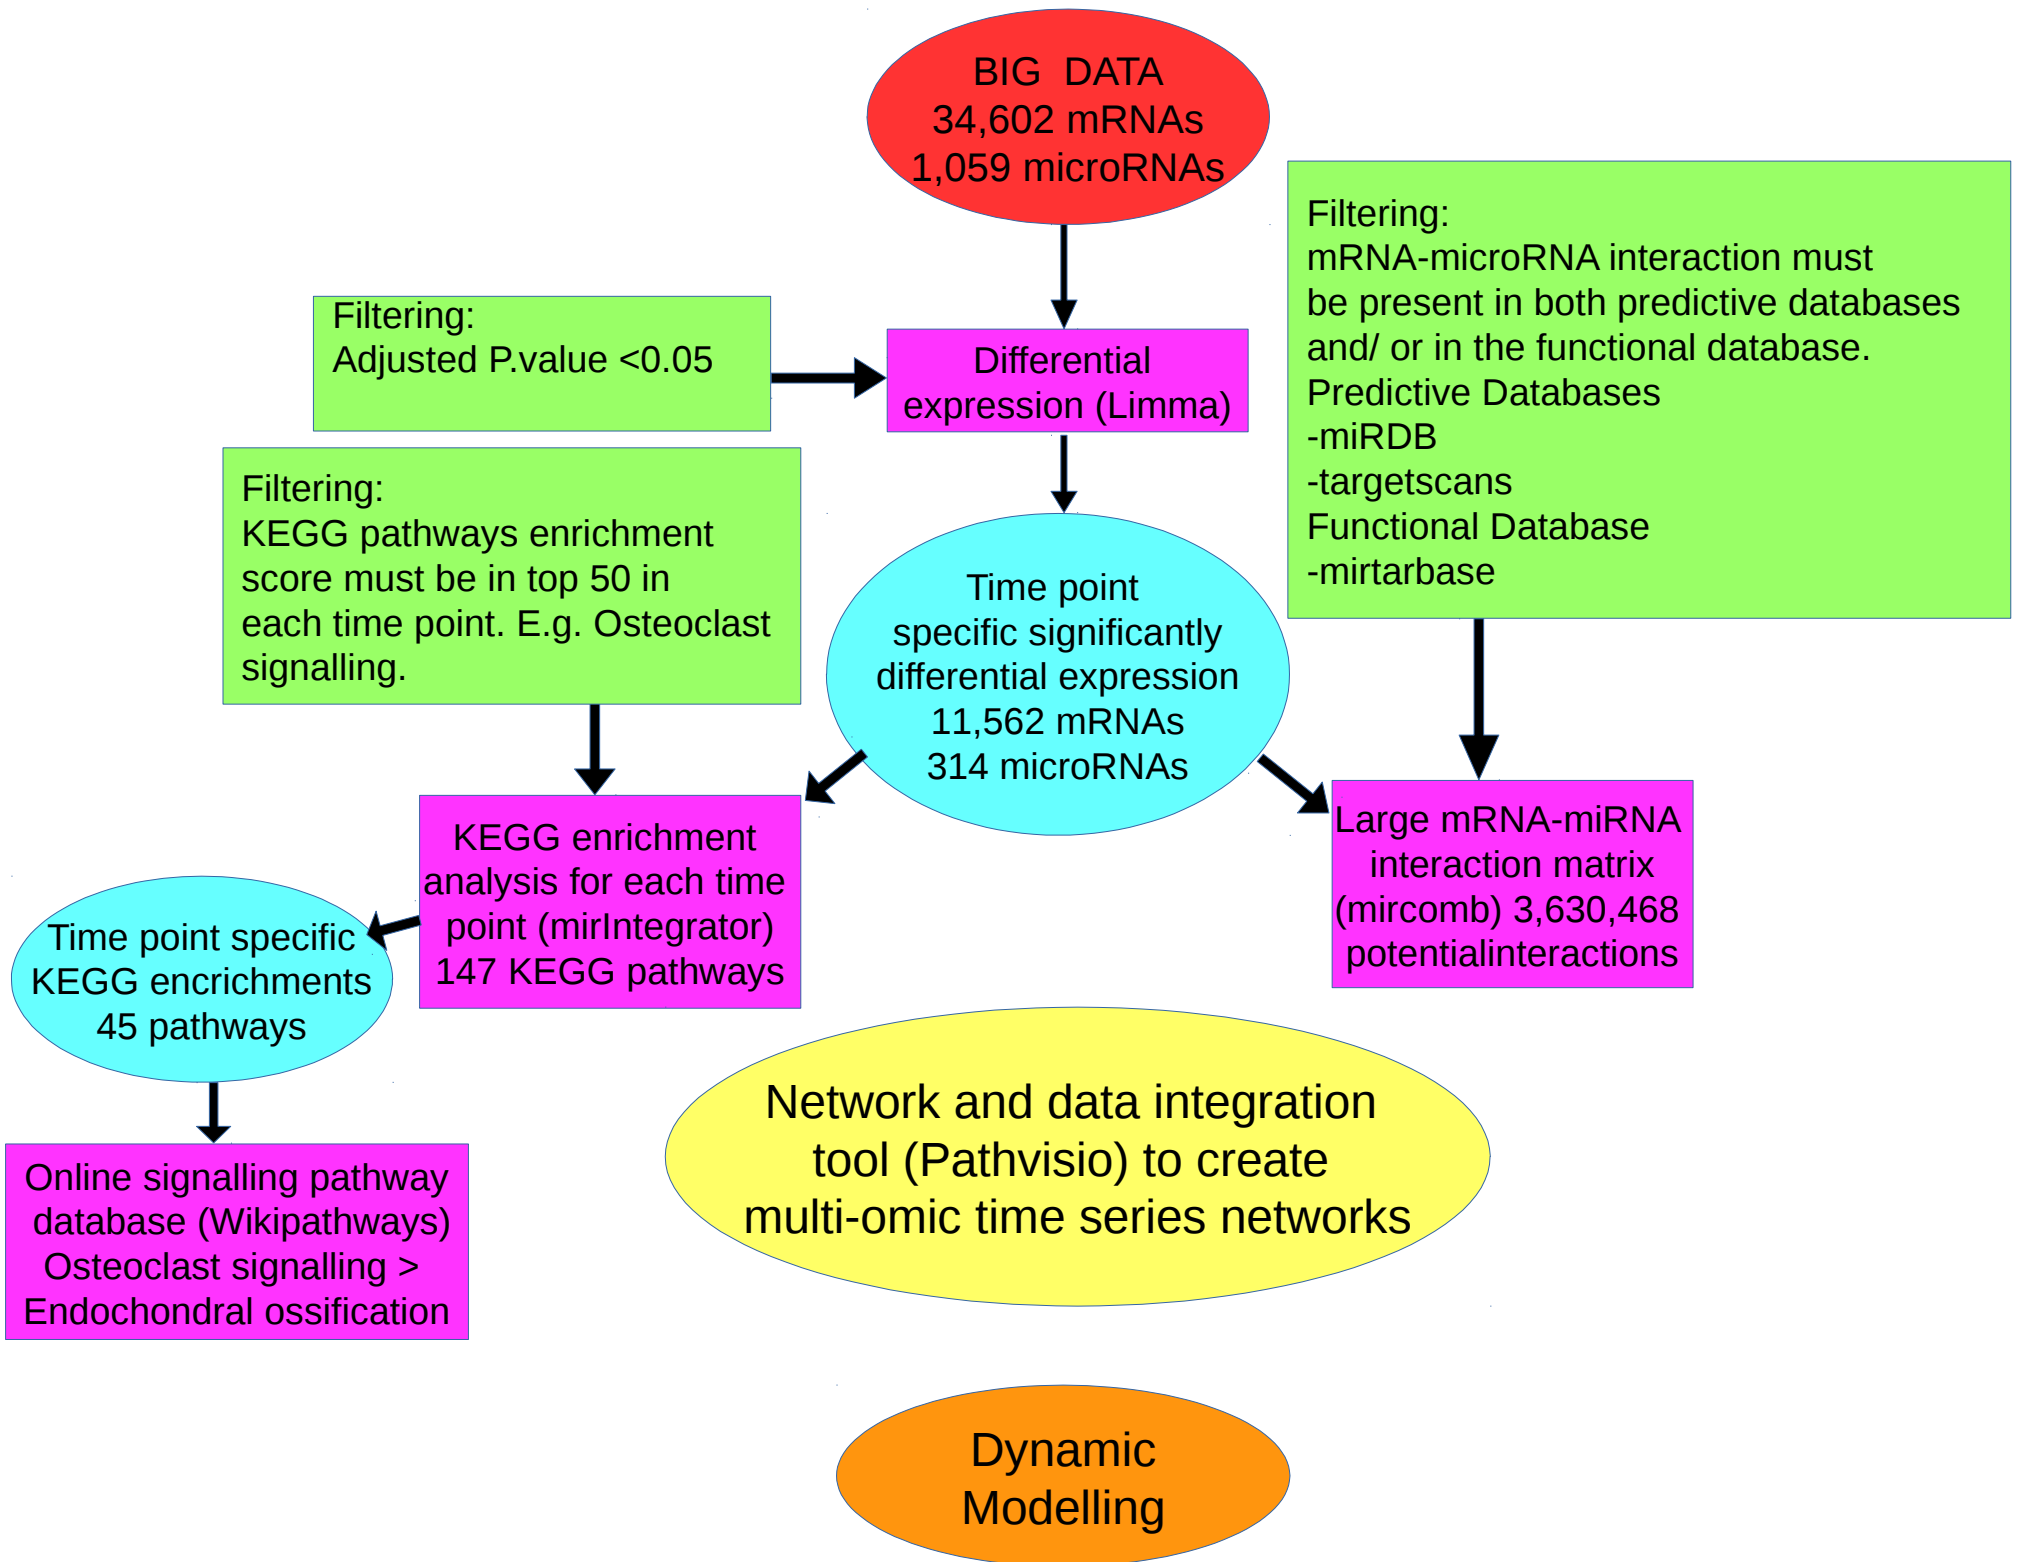 BIG  DATA
34,602 mRNAs
1,059 microRNAs
Filtering:
Adjusted P.value <0.05
Differential
expression (Limma)
Filtering:
mRNA-microRNA interaction must
be present in both predictive databases
and/ or in the functional database.
Predictive Databases
-miRDB
-targetscans
Functional Database
-mirtarbase
Filtering:
KEGG pathways enrichment
score must be in top 50 in
each time point. E.g. Osteoclast
signalling.
Time point
specific significantly
differential expression
11,562 mRNAs
314 microRNAs
KEGG enrichment
analysis for each time
point (mirIntegrator)
147 KEGG pathways
Large mRNA-miRNA
interaction matrix
(mircomb) 3,630,468
potentialinteractions
Time point specific
KEGG encrichments
45 pathways
Online signalling pathway
database (Wikipathways)
Osteoclast signalling >
Endochondral ossification
Network and data integration
tool (Pathvisio) to create
multi-omic time series networks
Dynamic
Modelling